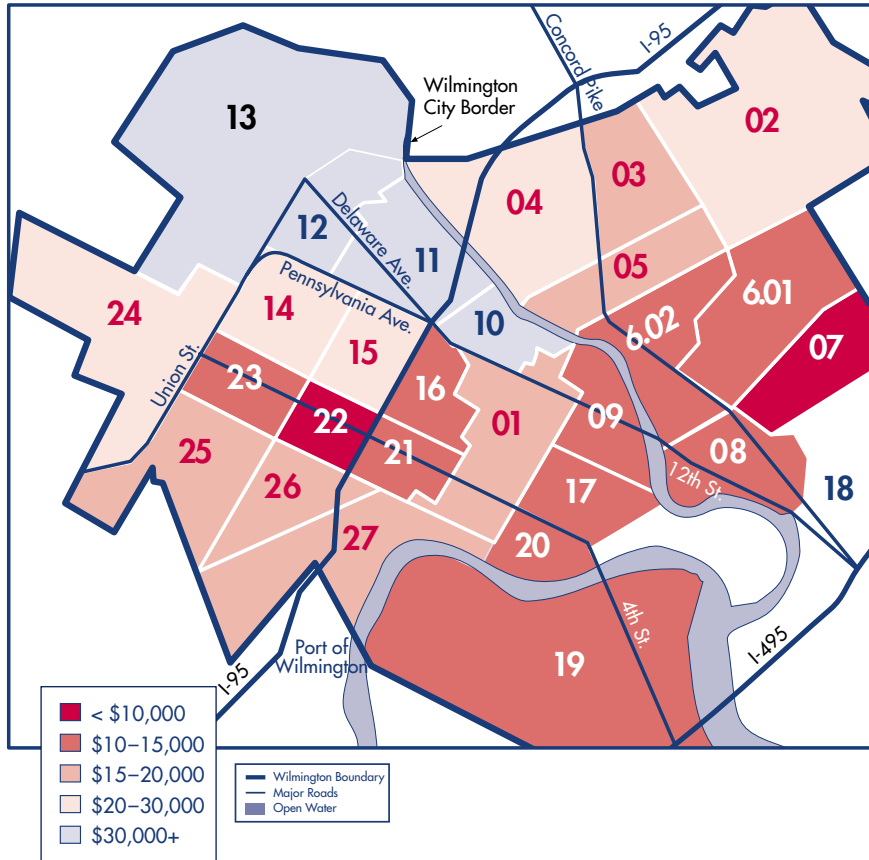 Concord Pike
I-95
Wilmington
City Border
13
02
03
04
12
Delaware Ave.
11
05
6.01
24
14
Pennsylvania Ave.
10
6.02
07
Union St.
15
23
16
22
01
09
21
08
25
26
17
12th St.
18
27
20
4th St.
19
I-495
Port of
Wilmington
I-95
< $10,000
$10–15,000
$15–20,000
$20–30,000
$30,000+
Wilmington Boundary
Major Roads
Open Water